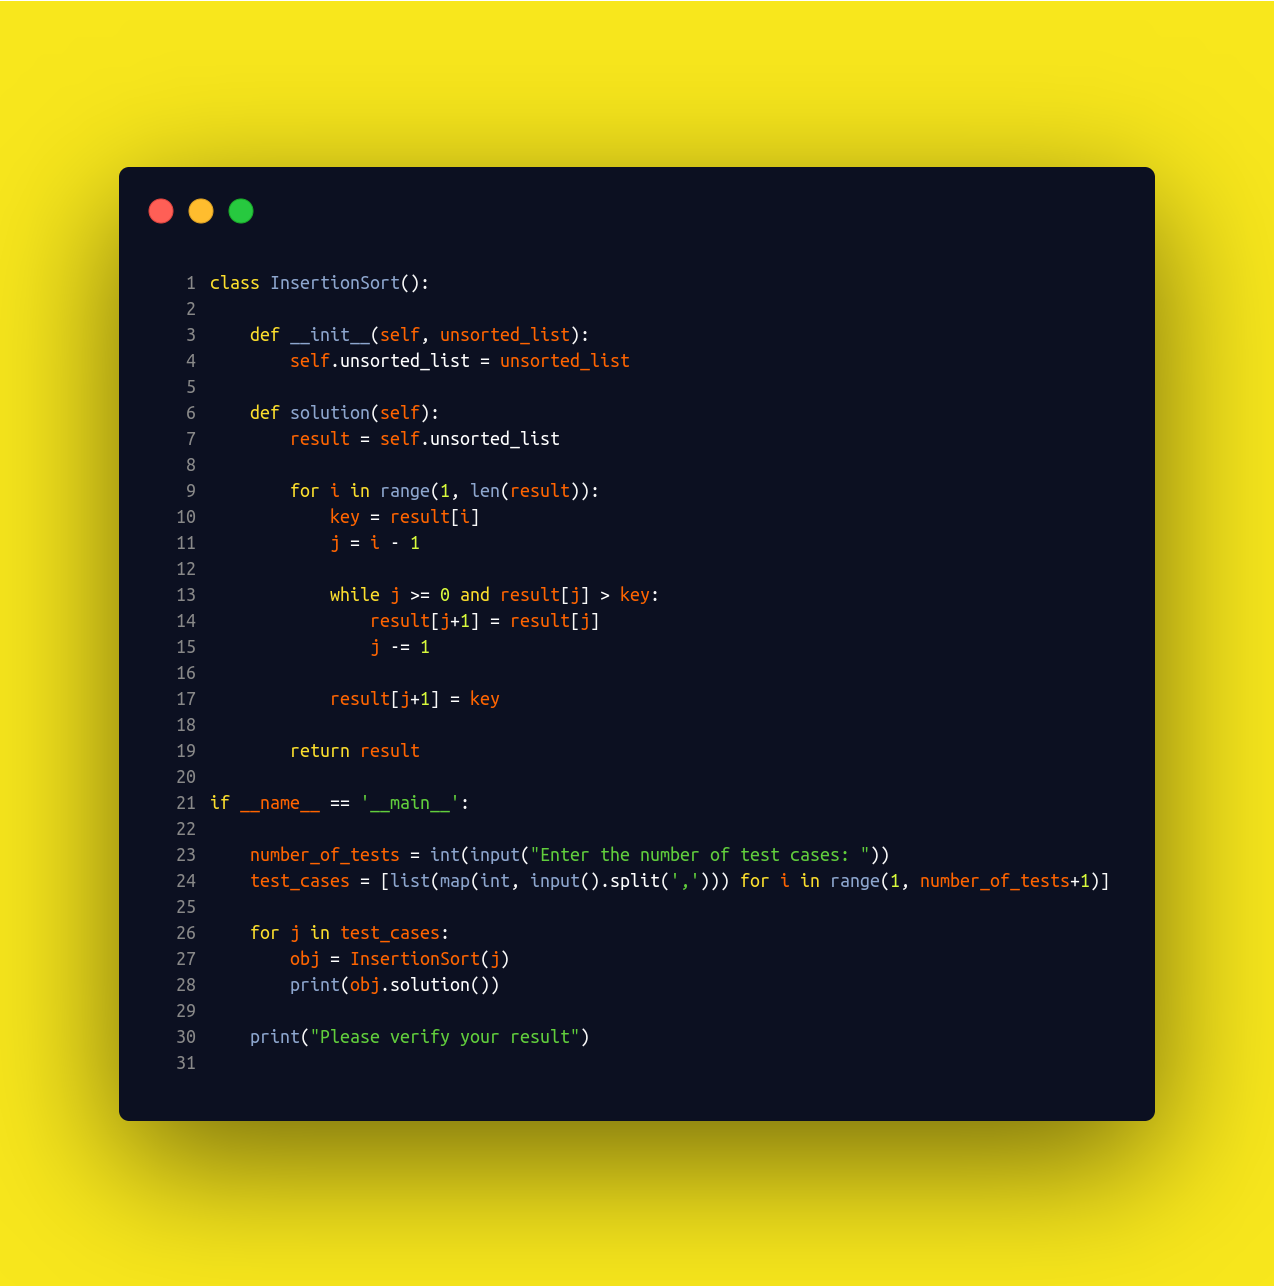 1 class InsertionSort():
2
3     def __init__(self, unsorted_list):
4         self.unsorted_list = unsorted_list
5
6     def solution(self):
7         result = self.unsorted_list
8
9         for i in range(1, len(result)):
10             key = result[i]
11             j = i - 1
12
13             while j >= 0 and result[j] > key:
14                 result[j+1] = result[j]
15                 j -= 1
16
17             result[j+1] = key
18
19         return result
20
21 if __name__ == '__main__':
22
23     number_of_tests = int(input("Enter the number of test cases: "))
24     test_cases = [list(map(int, input().split(','))) for i in range(1, number_of_tests+1)]
25
26     for j in test_cases:
27         obj = InsertionSort(j)
28         print(obj.solution())
29
30     print("Please verify your result")
31